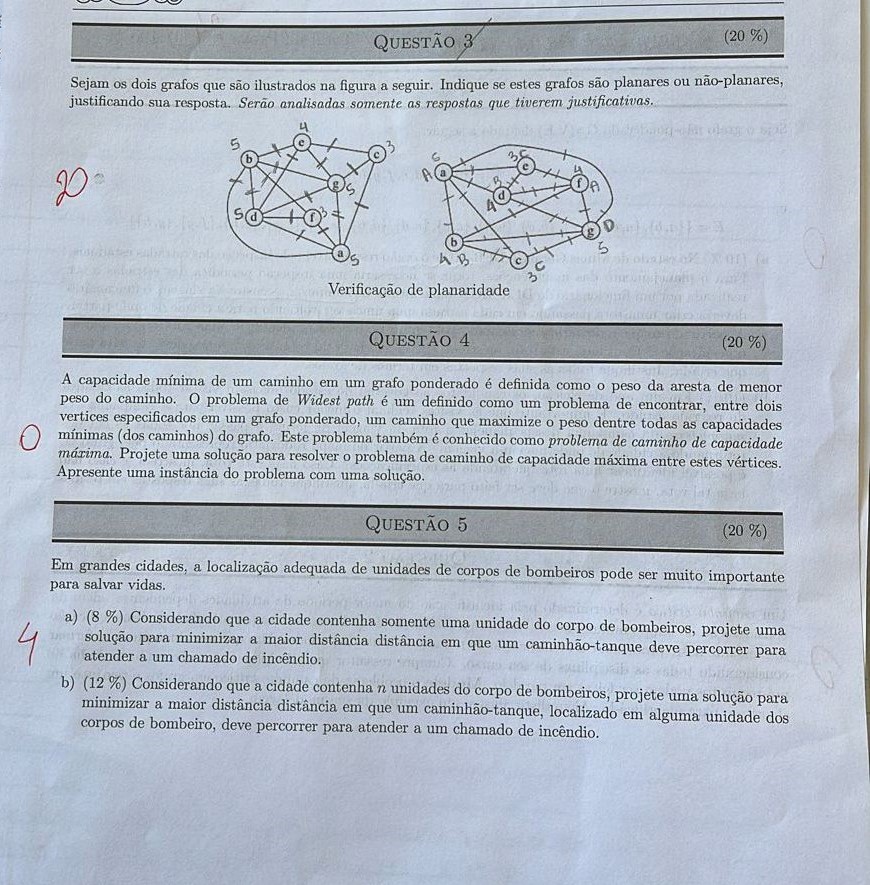 QUESTÃO 3 (20 %)
Sejam os dois grafos que são ilustrados na figura a seguir. Indique se estes grafos são planares ou não-planares,
justificando sua resposta. Serão analisadas somente as respostas que tiverem justificativas.
20
5 b 4 e c 3 g 5 5 d f 3 a 5
6 A a 3 C e B 4 d 4 f A g D 5 b 4 B c 3 C
Verificação de planaridade
QUESTÃO 4 (20 %)
A capacidade mínima de um caminho em um grafo ponderado é definida como o peso da aresta de menor
peso do caminho. O problema de Widest path é um definido como um problema de encontrar, entre dois
vertices especificados em um grafo ponderado, um caminho que maximize o peso dentre todas as capacidades
0 mínimas (dos caminhos) do grafo. Este problema também é conhecido como problema de caminho de capacidade
máxima. Projete uma solução para resolver o problema de caminho de capacidade máxima entre estes vértices.
Apresente uma instância do problema com uma solução.
QUESTÃO 5 (20 %)
Em grandes cidades, a localização adequada de unidades de corpos de bombeiros pode ser muito importante
para salvar vidas.
a) (8 %) Considerando que a cidade contenha somente uma unidade do corpo de bombeiros, projete uma
4 solução para minimizar a maior distância distância em que um caminhão-tanque deve percorrer para
atender a um chamado de incêndio.
b) (12 %) Considerando que a cidade contenha n unidades do corpo de bombeiros, projete uma solução para
minimizar a maior distância distância em que um caminhão-tanque, localizado em alguma unidade dos
corpos de bombeiro, deve percorrer para atender a um chamado de incêndio.